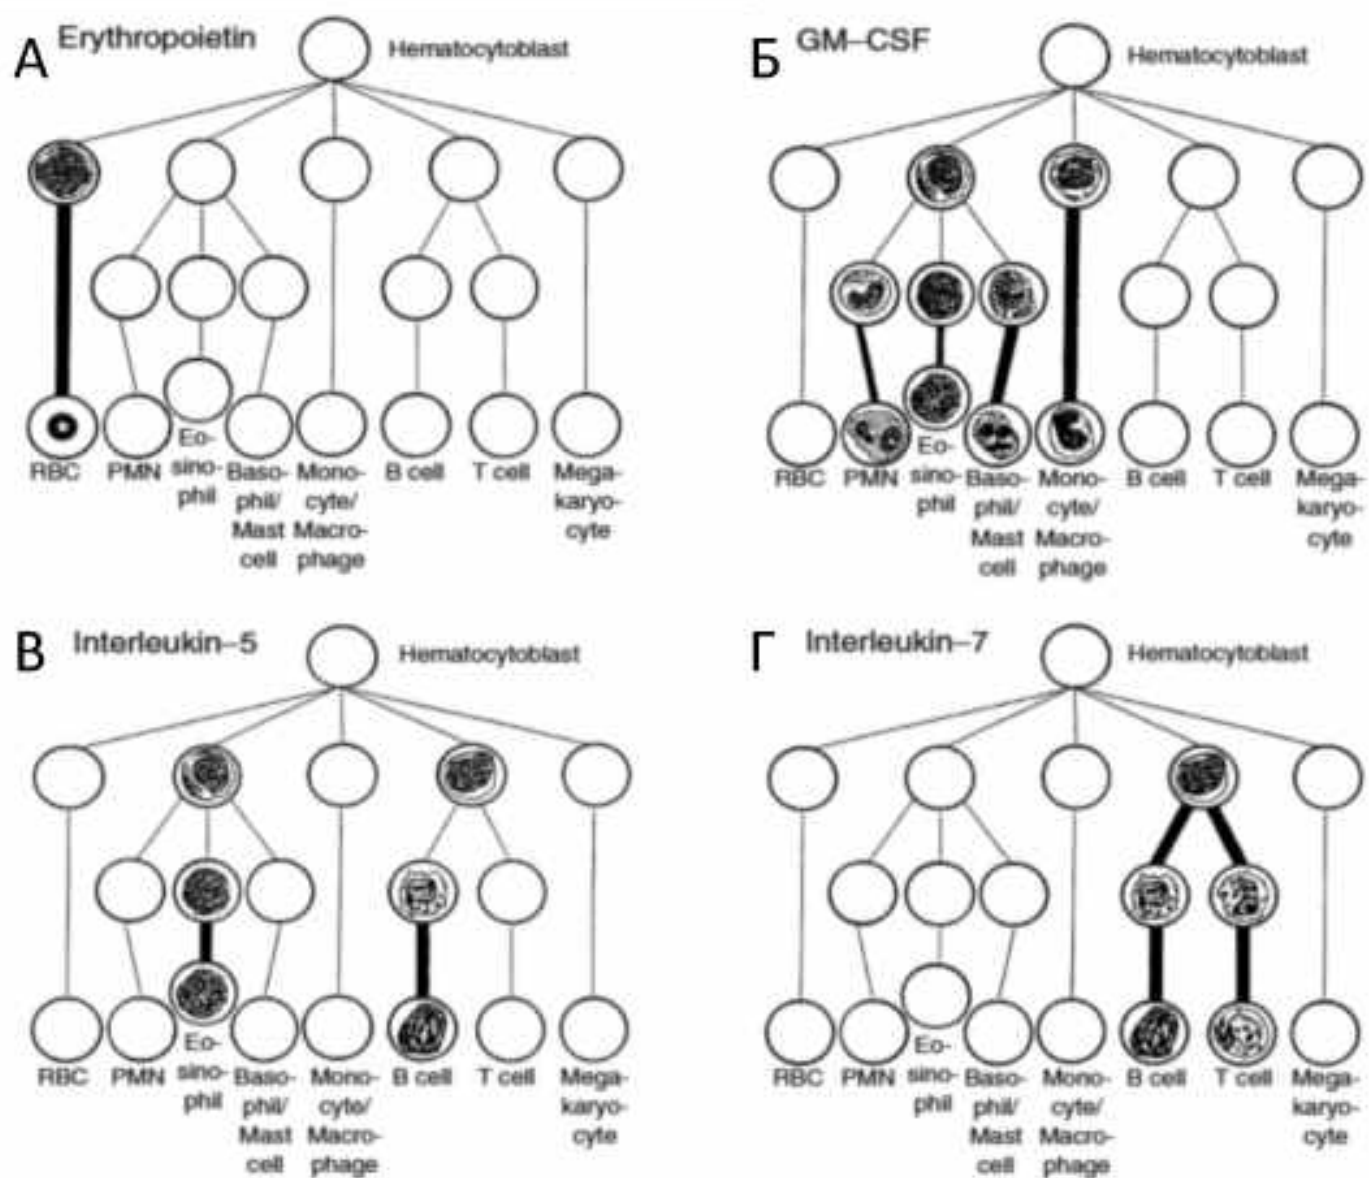 А Erythropoietin
Hematocytoblast
RBC
PMN
Eo-
sino-
phil
Baso-
phil/
Mast
cell
Mono-
cyte/
Macro-
phage
B cell
T cell
Mega-
karyo-
cyte
Б GM–CSF
Hematocytoblast
RBC
PMN
Eo-
sino-
phil
Baso-
phil/
Mast
cell
Mono-
cyte/
Macro-
phage
B cell
T cell
Mega-
karyo-
cyte
В Interleukin–5
Hematocytoblast
RBC
PMN
Eo-
sino-
phil
Baso-
phil/
Mast
cell
Mono-
cyte/
Macro-
phage
B cell
T cell
Mega-
karyo-
cyte
Г Interleukin–7
Hematocytoblast
RBC
PMN
Eo-
sino-
phil
Baso-
phil/
Mast
cell
Mono-
cyte/
Macro-
phage
B cell
T cell
Mega-
karyo-
cyte